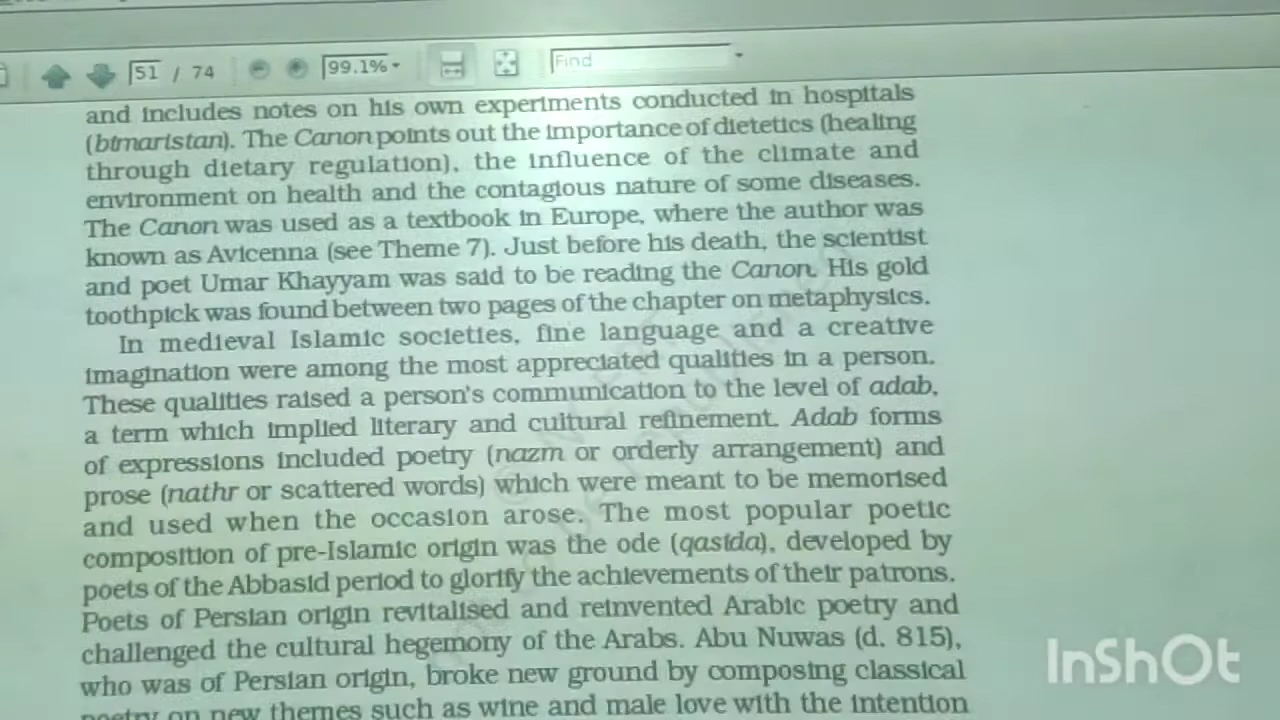 51 / 74
99.1%
Find
and includes notes on his own experiments conducted in hospitals
(bimaristan). The Canon points out the importance of dietetics (healing
through dietary regulation), the influence of the climate and
environment on health and the contagious nature of some diseases.
The Canon was used as a textbook in Europe, where the author was
known as Avicenna (see Theme 7). Just before his death, the scientist
and poet Umar Khayyam was said to be reading the Canon. His gold
toothpick was found between two pages of the chapter on metaphysics.
In medieval Islamic societies, fine language and a creative
imagination were among the most appreciated qualities in a person.
These qualities raised a person's communication to the level of adab,
a term which implied literary and cultural refinement. Adab forms
of expressions included poetry (nazm or orderly arrangement) and
prose (nathr or scattered words) which were meant to be memorised
and used when the occasion arose. The most popular poetic
composition of pre-Islamic origin was the ode (qasida), developed by
poets of the Abbasid period to glorify the achievements of their patrons.
Poets of Persian origin revitalised and reinvented Arabic poetry and
challenged the cultural hegemony of the Arabs. Abu Nuwas (d. 815),
who was of Persian origin, broke new ground by composing classical
poetry on new themes such as wine and male love with the intention
InShOt